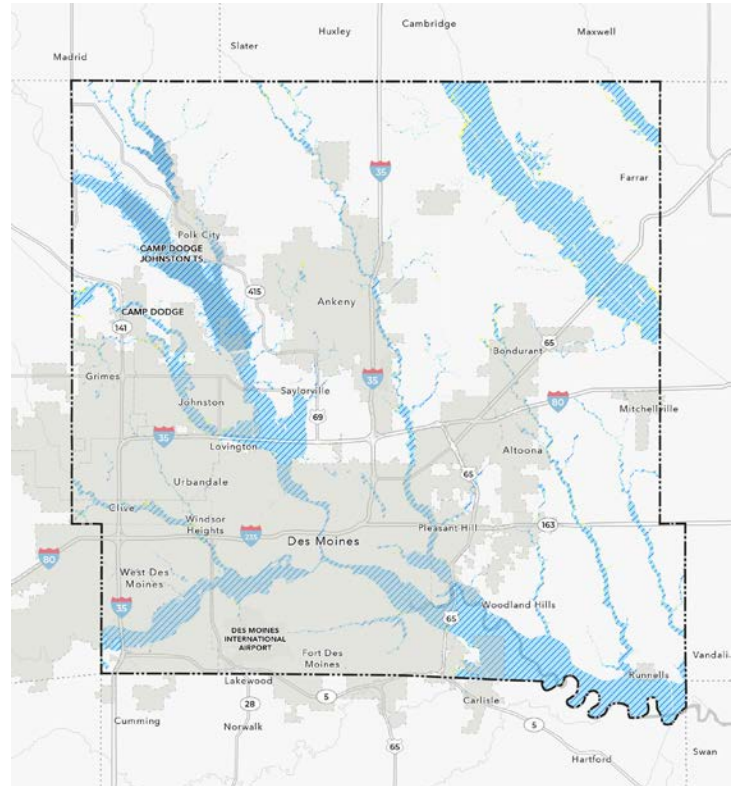 Huxley
Cambridge
Maxwell
Slater
Madrid
35
Farrar
Polk City
CAMP DODGE
JOHNSTON TS
415
Ankeny
CAMP DODGE
141
65
Bondurant
Grimes
35
Saylorville
80
Johnston
69
Mitchellville
35
Lovington
Altoona
Urbandale
65
Clive
Windsor
Heights
Pleasant Hill
163
235
Des Moines
80
West Des
Moines
35
Woodland Hills
65
DES MOINES
INTERNATIONAL
AIRPORT
Fort Des
Moines
Vandali
Runnells
Lakewood
5
28
Carlisle
Cumming
Norwalk
5
65
Swan
Hartford